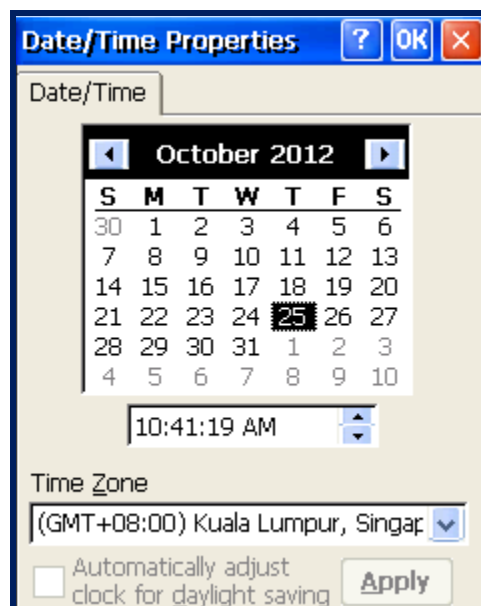 Date/Time Properties ? OK ×
Date/Time
October 2012
S M T W T F S
30 1 2 3 4 5 6
7 8 9 10 11 12 13
14 15 16 17 18 19 20
21 22 23 24 25 26 27
28 29 30 31 1 2 3
4 5 6 7 8 9 10
10:41:19 AM
Time Zone
(GMT+08:00) Kuala Lumpur, Singap
Automatically adjust
clock for daylight saving
Apply